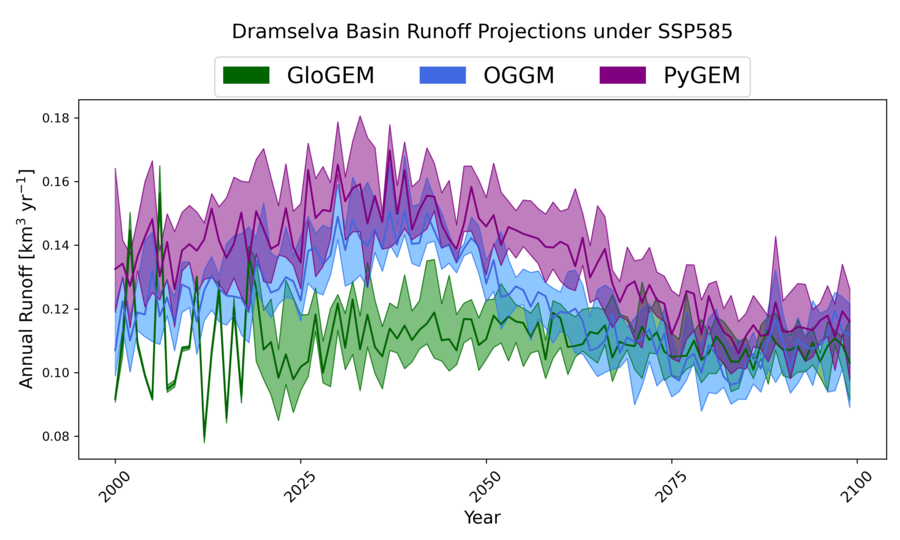 Dramselva Basin Runoff Projections under SSP585
GloGEM OGGM PyGEM
Annual Runoff [km³ yr⁻¹]
0.18
0.16
0.14
0.12
0.10
0.08
2000 2025 2050 2075 2100
Year